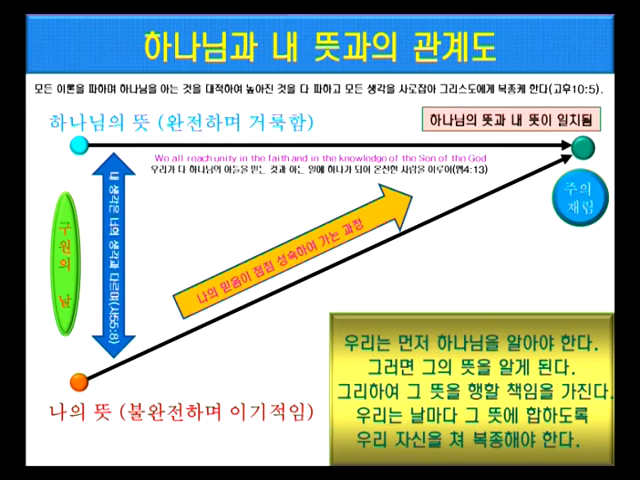 하나님과 내 뜻과의 관계도
모든 이론을 파하며 하나님을 아는 것을 대적하여 높아진 것을 다 파하고 모든 생각을 사로잡아 그리스도에게 복종케 한다(고후10:5).
하나님의 뜻 (완전하며 거룩함)
하나님의 뜻과 내 뜻이 일치됨
We all reach unity in the faith and in the knowledge of the Son of the God
우리가 다 하나님의 아들을 믿는 것과 아는 일에 하나가 되어 온전한 사람을 이루어(엡4:13)
주의
재림
구원의 날
내 생각은 너희 생각과 다르며(사55:8)
나의 믿음이 점점 성숙하여 가는 과정
나의 뜻 (불완전하며 이기적임)
우리는 먼저 하나님을 알아야 한다.
그러면 그의 뜻을 알게 된다.
그리하여 그 뜻을 행할 책임을 가진다.
우리는 날마다 그 뜻에 합하도록
우리 자신을 쳐 복종해야 한다.